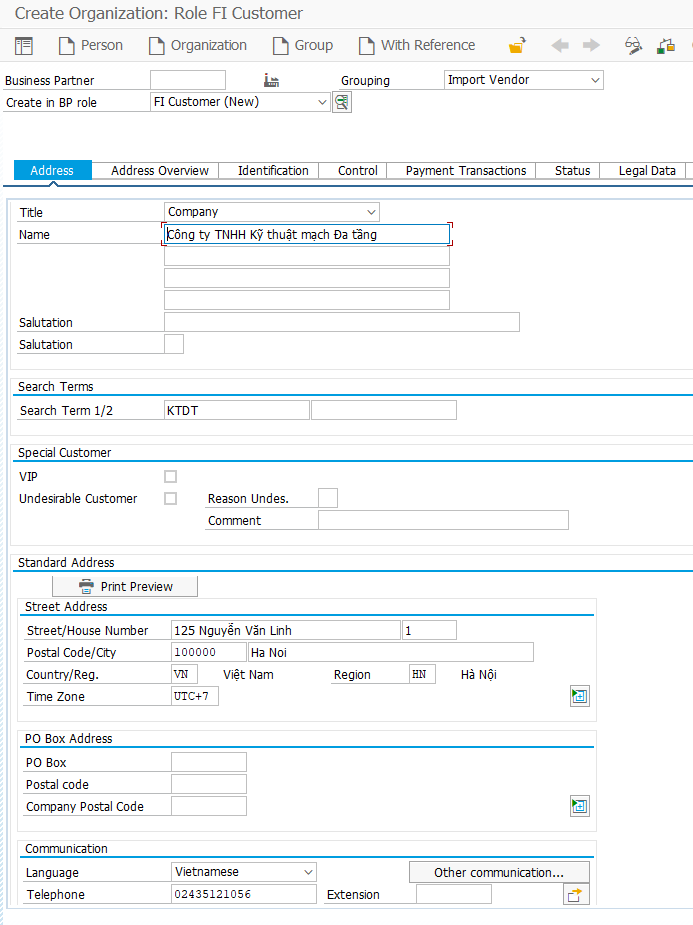 Create Organization: Role FI Customer
Person Organization Group With Reference
Business Partner Grouping Import Vendor
Create in BP role FI Customer (New)
Address Address Overview Identification Control Payment Transactions Status Legal Data
Title Company
Name Công ty TNHH Kỹ thuật mạch Đa tầng
Salutation
Salutation
Search Terms
Search Term 1/2 KTDT
Special Customer
VIP
Undesirable Customer Reason Undes.
Comment
Standard Address
Print Preview
Street Address
Street/House Number 125 Nguyễn Văn Linh 1
Postal Code/City 100000 Ha Noi
Country/Reg. VN Việt Nam Region HN Hà Nội
Time Zone UTC+7
PO Box Address
PO Box
Postal code
Company Postal Code
Communication
Language Vietnamese Other communication...
Telephone 02435121056 Extension